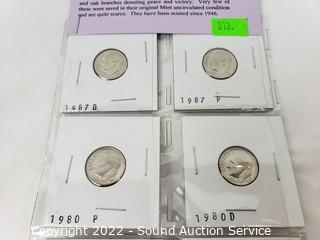 and oak branches denoting peace and victory. Very few of
these were saved in their original Mint uncirculated condition
and are quite scarce. They have been minted since 1946.
313.
1987 D
1987 P
1980 P
1980 D
Copyright 2022 - Sound Auction Service